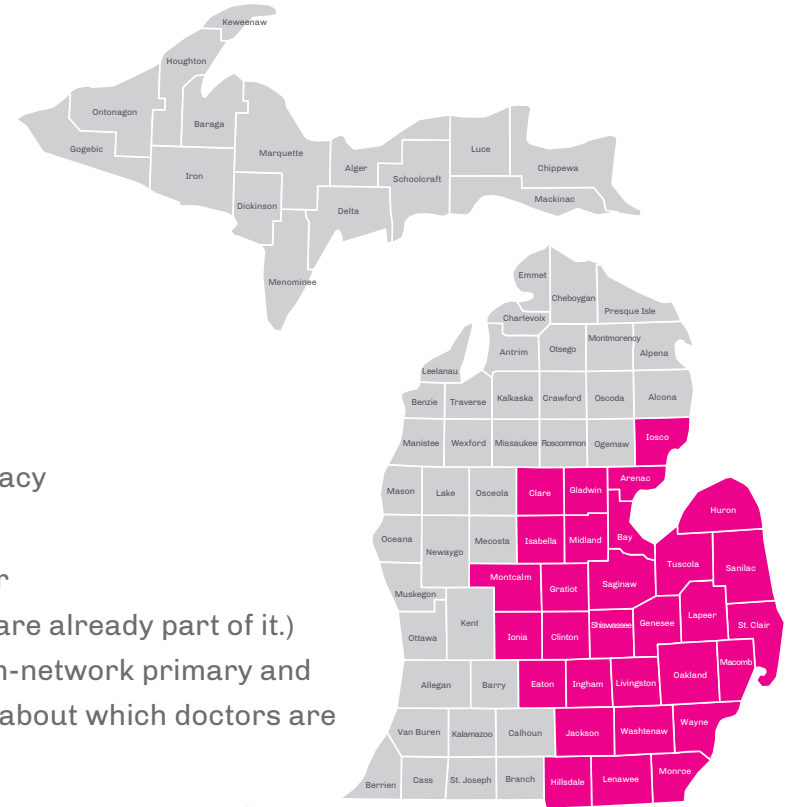 Keweenaw
Houghton
Ontonagon
Baraga
Gogebic
Iron
Marquette
Dickinson
Menominee
Alger
Delta
Schoolcraft
Luce
Chippewa
Mackinac
Emmet
Cheboygan
Presque Isle
Charlevoix
Antrim
Otsego
Montmorency
Alpena
Leelanau
Benzie
Traverse
Kalkaska
Crawford
Oscoda
Alcona
Manistee
Wexford
Missaukee
Roscommon
Ogemaw
Iosco
Mason
Lake
Osceola
Clare
Gladwin
Arenac
Huron
Oceana
Newaygo
Mecosta
Isabella
Midland
Bay
Tuscola
Sanilac
Muskegon
Montcalm
Gratiot
Saginaw
Ottawa
Kent
Ionia
Clinton
Shiawassee
Genesee
Lapeer
St. Clair
Allegan
Barry
Eaton
Ingham
Livingston
Oakland
Macomb
Van Buren
Kalamazoo
Calhoun
Jackson
Washtenaw
Wayne
Berrien
Cass
St. Joseph
Branch
Hillsdale
Lenawee
Monroe
acy
r
are already part of it.)
n-network primary and
about which doctors are